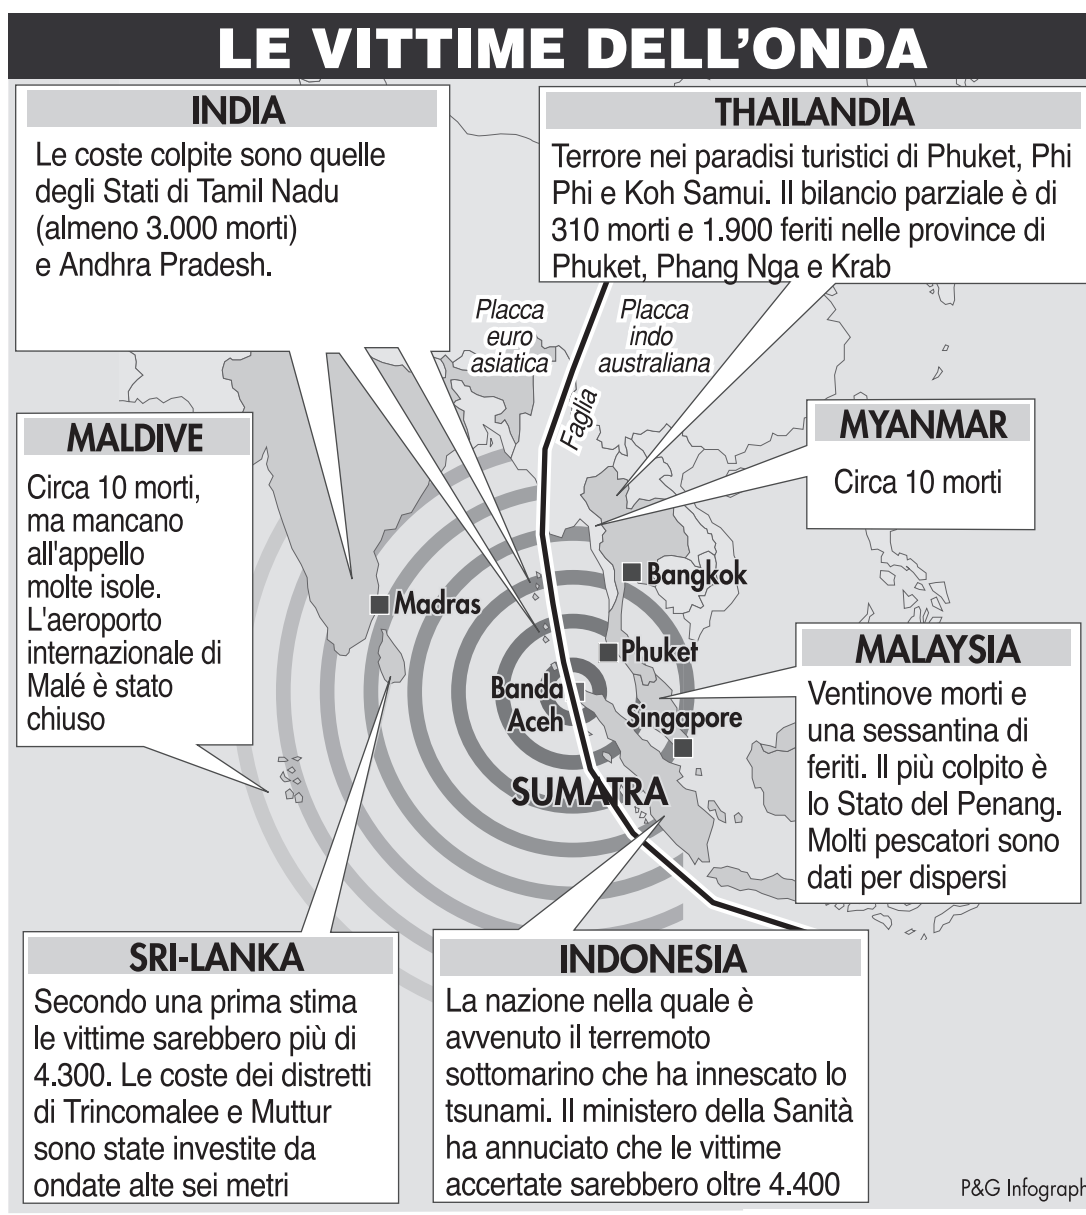 LE VITTIME DELL'ONDA
INDIA
Le coste colpite sono quelle
degli Stati di Tamil Nadu
(almeno 3.000 morti)
e Andhra Pradesh.
THAILANDIA
Terrore nei paradisi turistici di Phuket, Phi
Phi e Koh Samui. Il bilancio parziale è di
310 morti e 1.900 feriti nelle province di
Phuket, Phang Nga e Krab
Placca
euro
asiatica
Placca
indo
australiana
Faglia
MALDIVE
Circa 10 morti,
ma mancano
all'appello
molte isole.
L'aeroporto
internazionale di
Malé è stato
chiuso
MYANMAR
Circa 10 morti
Bangkok
Madras
Phuket
Banda
Aceh
Singapore
SUMATRA
MALAYSIA
Ventinove morti e
una sessantina di
feriti. Il più colpito è
lo Stato del Penang.
Molti pescatori sono
dati per dispersi
SRI-LANKA
Secondo una prima stima
le vittime sarebbero più di
4.300. Le coste dei distretti
di Trincomalee e Muttur
sono state investite da
ondate alte sei metri
INDONESIA
La nazione nella quale è
avvenuto il terremoto
sottomarino che ha innescato lo
tsunami. Il ministero della Sanità
ha annuciato che le vittime
accertate sarebbero oltre 4.400
P&G Infograph